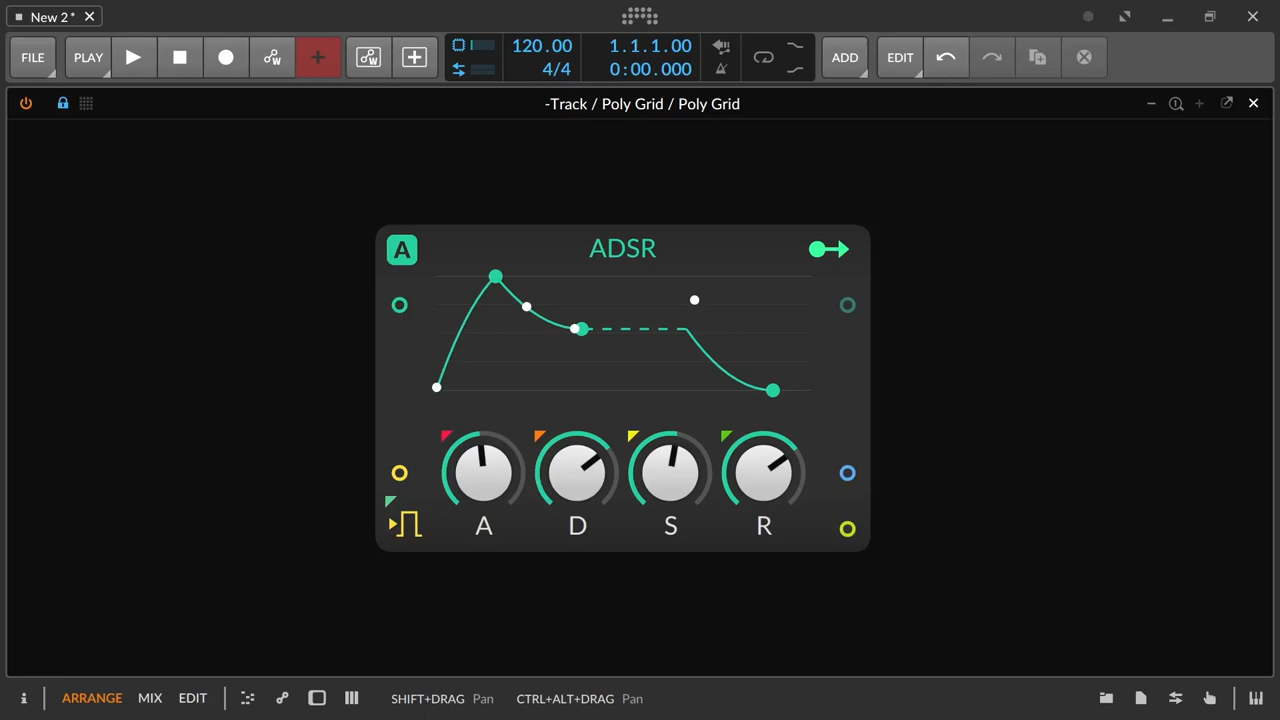 New 2*
FILE
PLAY
W
W
120.00
4/4
1.1.1.00
0:00.000
ADD
EDIT
-Track / Poly Grid / Poly Grid
A
ADSR
A
D
S
R
ARRANGE
MIX
EDIT
SHIFT+DRAG Pan
CTRL+ALT+DRAG Pan